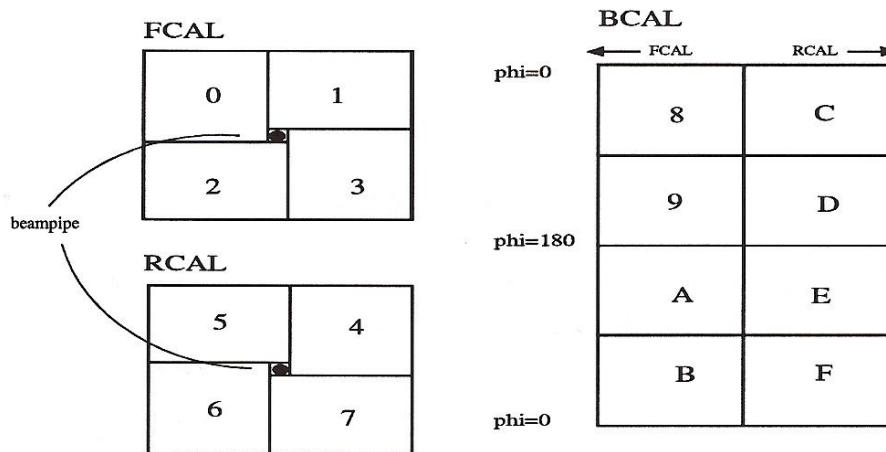 FCAL
0 1
2 3
beampipe
RCAL
5 4
6 7
BCAL
FCAL RCAL
phi=0
8 C
9 D
phi=180
A E
B F
phi=0